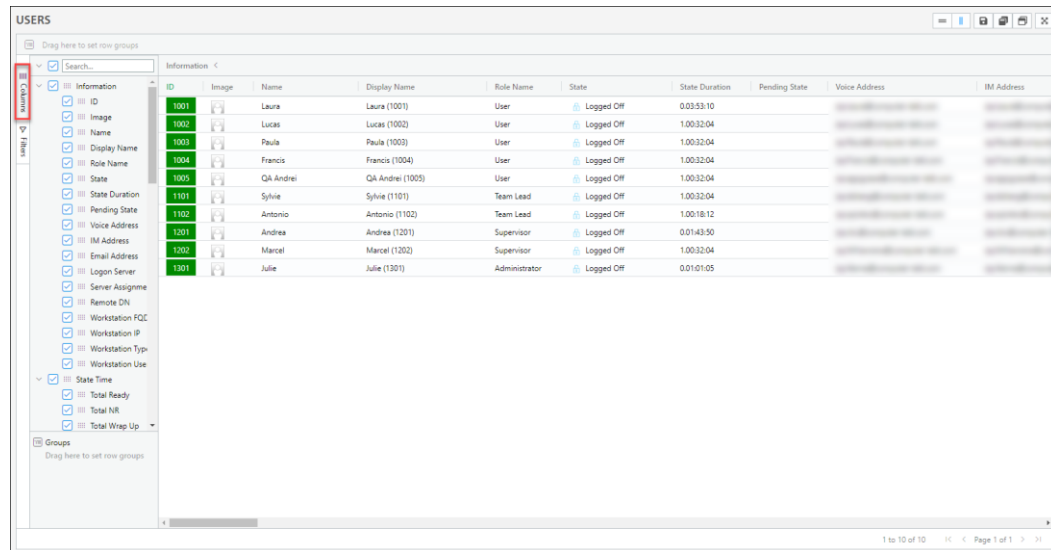 USERS
Drag here to set row groups
Columns
Filters
Search...
Information
ID
Image
Name
Display Name
Role Name
State
State Duration
Pending State
Voice Address
IM Address
Email Address
Logon Server
Server Assignme
Remote DN
Workstation FQD
Workstation IP
Workstation Type
Workstation Use
State Time
Total Ready
Total NR
Total Wrap Up
Groups
Drag here to set row groups
Information
ID Image Name Display Name Role Name State State Duration Pending State Voice Address IM Address
1001 Laura Laura (1001) User Logged Off 0.03:53:10
1002 Lucas Lucas (1002) User Logged Off 1.00:32:04
1003 Paula Paula (1003) User Logged Off 1.00:32:04
1004 Francis Francis (1004) User Logged Off 1.00:32:04
1005 QA Andrei QA Andrei (1005) User Logged Off 1.00:32:04
1101 Sylvie Sylvie (1101) Team Lead Logged Off 1.00:32:04
1102 Antonio Antonio (1102) Team Lead Logged Off 1.00:18:12
1201 Andrea Andrea (1201) Supervisor Logged Off 0.01:43:50
1202 Marcel Marcel (1202) Supervisor Logged Off 1.00:32:04
1301 Julie Julie (1301) Administrator Logged Off 0.01:01:05
1 to 10 of 10 Page 1 of 1